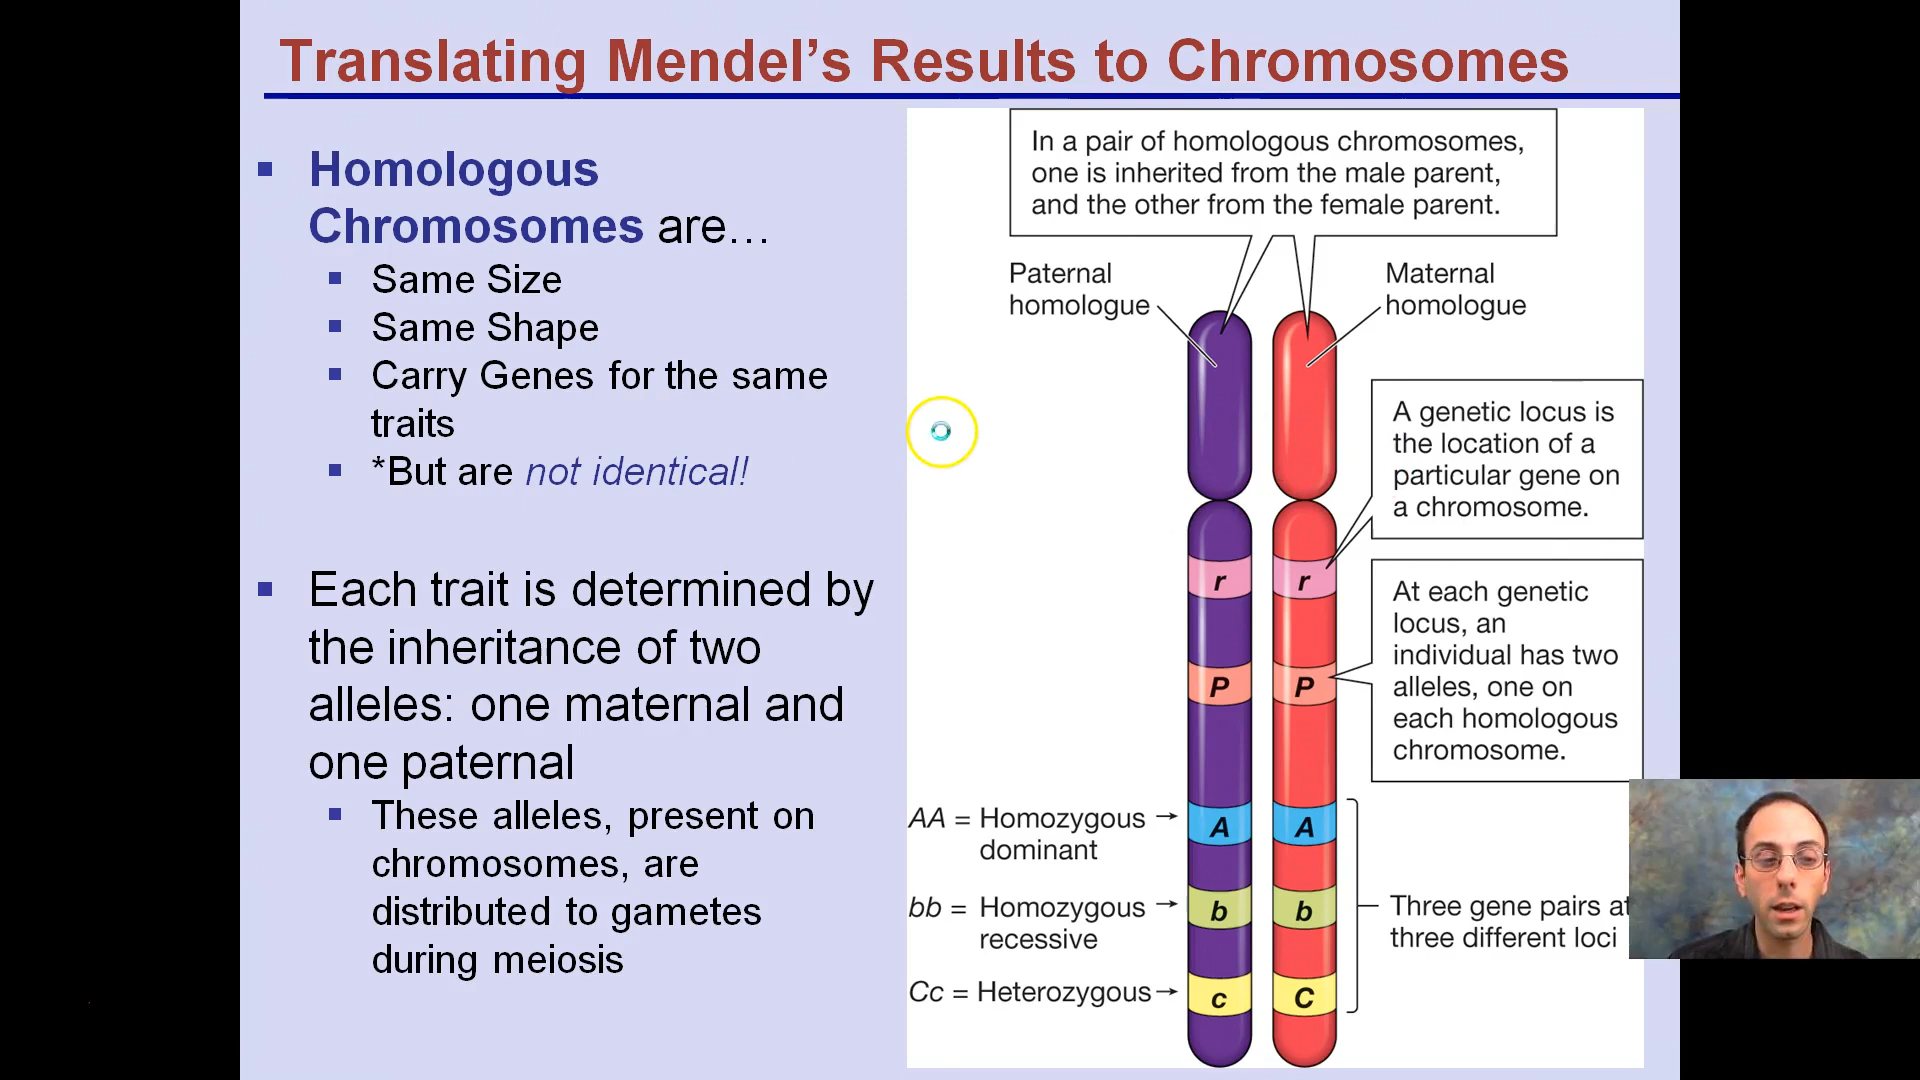 Translating Mendel’s Results to Chromosomes
Homologous
Chromosomes are…
Same Size
Same Shape
Carry Genes for the same
traits
*But are not identical!
Each trait is determined by
the inheritance of two
alleles: one maternal and
one paternal
These alleles, present on
chromosomes, are
distributed to gametes
during meiosis
In a pair of homologous chromosomes,
one is inherited from the male parent,
and the other from the female parent.
Paternal
homologue
Maternal
homologue
A genetic locus is
the location of a
particular gene on
a chromosome.
r r
At each genetic
locus, an
individual has two
alleles, one on
each homologous
chromosome.
P P
AA = Homozygous
dominant
A A
bb = Homozygous
recessive
b b
Three gene pairs at
three different loci
Cc = Heterozygous
c C